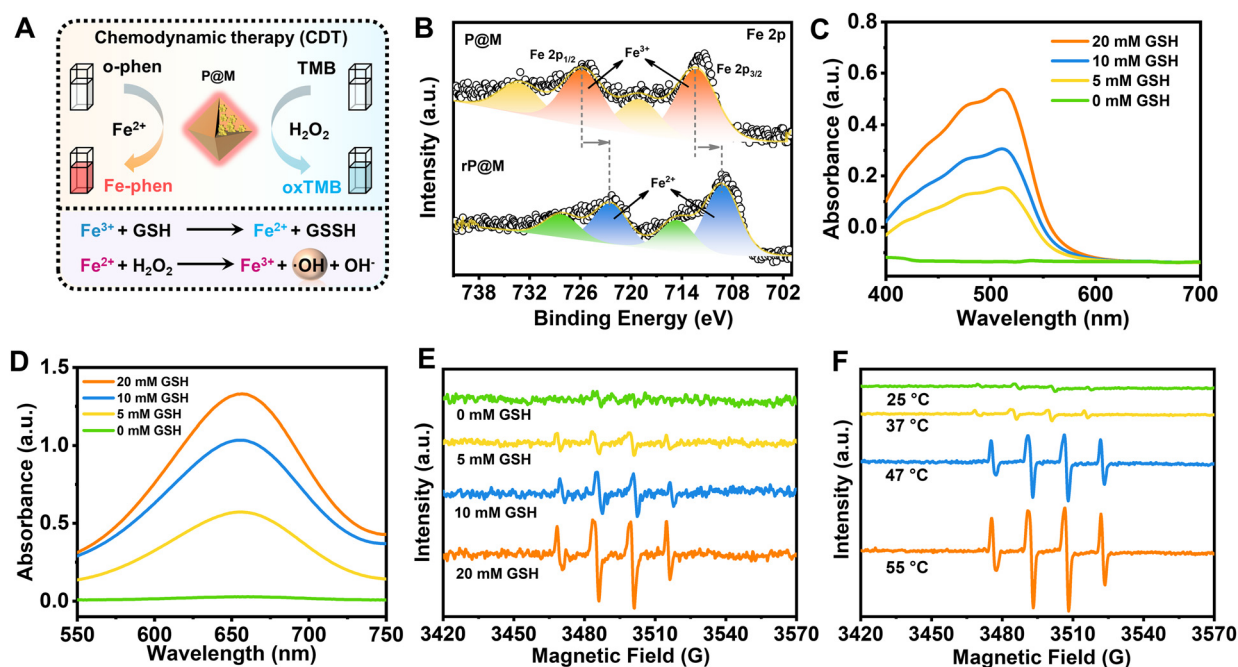 A
Chemodynamic therapy (CDT)
o-phen
P@M
TMB
Fe²⁺
H₂O₂
Fe-phen
oxTMB
Fe³⁺ + GSH → Fe²⁺ + GSSH
Fe²⁺ + H₂O₂ → Fe³⁺ + ·OH + OH⁻
B
P@M
Fe 2p
Fe 2p₁/₂
Fe³⁺
Fe 2p₃/₂
rP@M
Fe²⁺
Intensity (a.u.)
738 732 726 720 714 708 702
Binding Energy (eV)
C
20 mM GSH
10 mM GSH
5 mM GSH
0 mM GSH
0.8
0.6
0.4
0.2
0.0
Absorbance (a.u.)
400 500 600 700
Wavelength (nm)
D
20 mM GSH
10 mM GSH
5 mM GSH
0 mM GSH
1.5
1.0
0.5
0.0
Absorbance (a.u.)
550 600 650 700 750
Wavelength (nm)
E
0 mM GSH
5 mM GSH
10 mM GSH
20 mM GSH
Intensity (a.u.)
3420 3450 3480 3510 3540 3570
Magnetic Field (G)
F
25 °C
37 °C
47 °C
55 °C
Intensity (a.u.)
3420 3450 3480 3510 3540 3570
Magnetic Field (G)